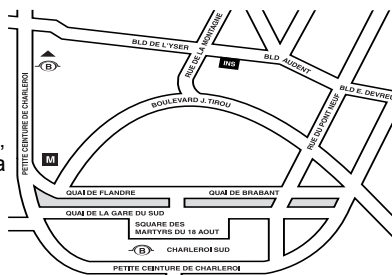 BLD DE L'YSER
RUE DE LA MONTAGNE
INS
BLD AUDENT
B
PETITE CEINTURE DE CHARLEROI
BOULEVARD J. TIROU
BLD E. DEVREU
RUE DU PONT NEUF
,
a
M
QUAI DE FLANDRE
QUAI DE BRABANT
QUAI DE LA GARE DU SUD
SQUARE DES
MARTYRS DU 18 AOUT
B
CHARLEROI SUD
PETITE CEINTURE DE CHARLEROI